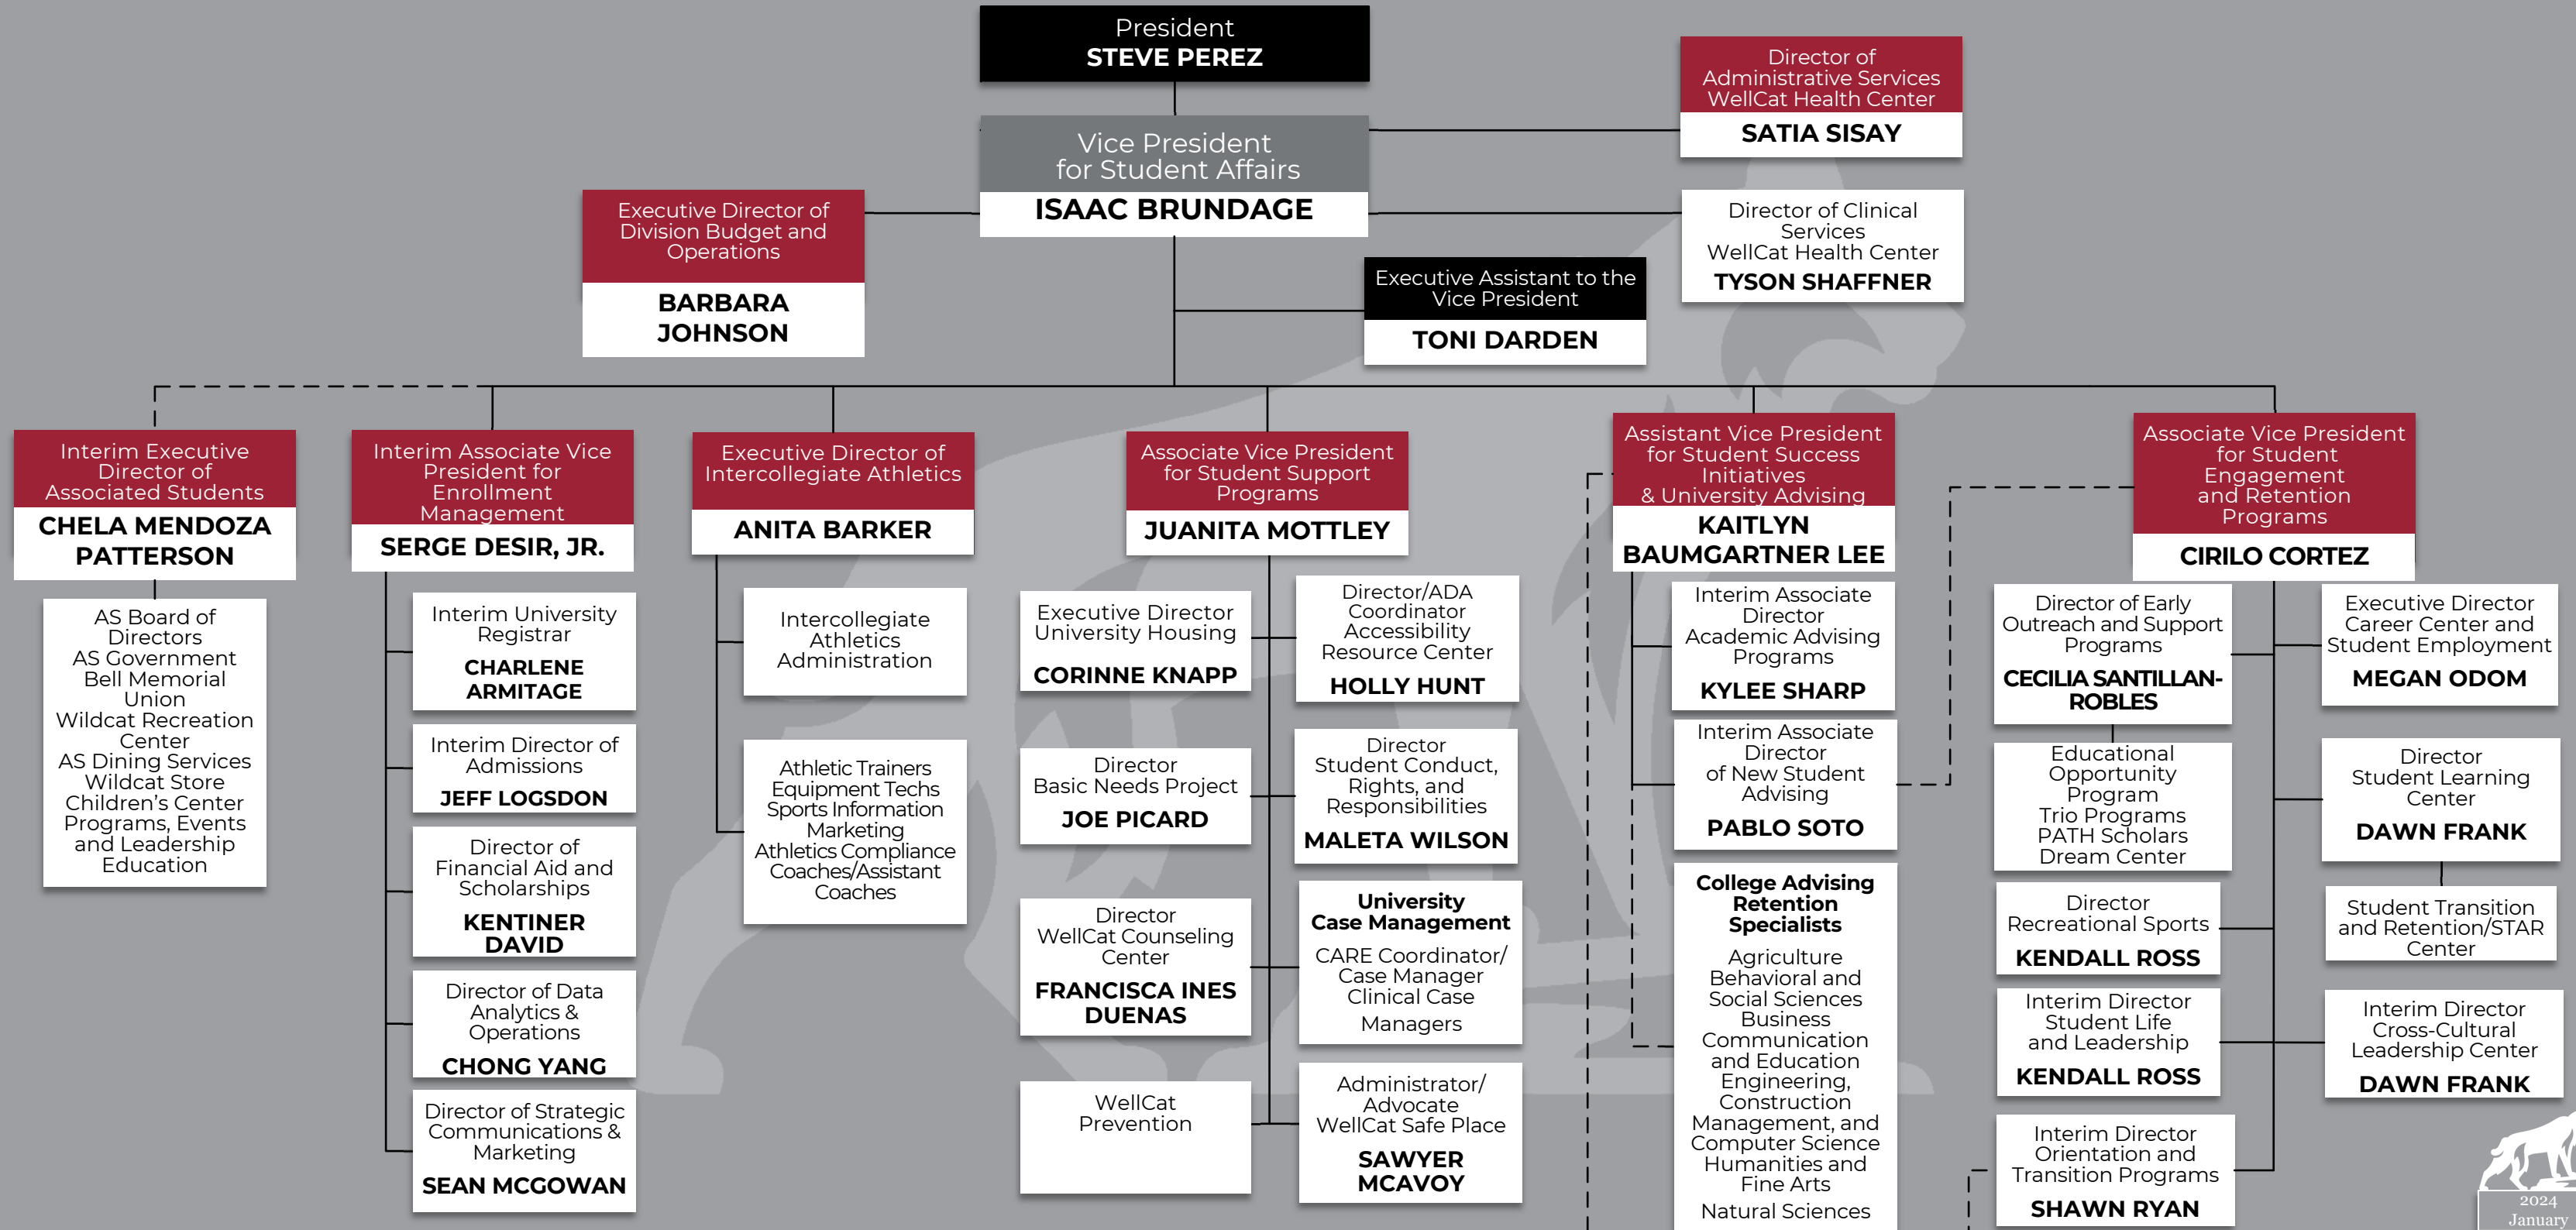 President
STEVE PEREZ
Director of
Administrative Services
WellCat Health Center
SATIA SISAY
Vice President
for Student Affairs
ISAAC BRUNDAGE
Executive Director of
Division Budget and
Operations
BARBARA
JOHNSON
Director of Clinical
Services
WellCat Health Center
TYSON SHAFFNER
Executive Assistant to the
Vice President
TONI DARDEN
Interim Executive
Director of
Associated Students
CHELA MENDOZA
PATTERSON
AS Board of
Directors
AS Government
Bell Memorial
Union
Wildcat Recreation
Center
AS Dining Services
Wildcat Store
Children's Center
Programs, Events
and Leadership
Education
Interim Associate Vice
President for
Enrollment
Management
SERGE DESIR, JR.
Interim University
Registrar
CHARLENE
ARMITAGE
Interim Director of
Admissions
JEFF LOGSDON
Director of
Financial Aid and
Scholarships
KENTINER
DAVID
Director of Data
Analytics &
Operations
CHONG YANG
Director of Strategic
Communications &
Marketing
SEAN MCGOWAN
Executive Director of
Intercollegiate Athletics
ANITA BARKER
Intercollegiate
Athletics
Administration
Athletic Trainers
Equipment Techs
Sports Information
Marketing
Athletics Compliance
Coaches/Assistant
Coaches
Associate Vice President
for Student Support
Programs
JUANITA MOTTLEY
Executive Director
University Housing
CORINNE KNAPP
Director/ADA
Coordinator
Accessibility
Resource Center
HOLLY HUNT
Director
Basic Needs Project
JOE PICARD
Director
Student Conduct,
Rights, and
Responsibilities
MALETA WILSON
Director
WellCat Counseling
Center
FRANCISCA INES
DUENAS
University
Case Management
CARE Coordinator/
Case Manager
Clinical Case
Managers
WellCat
Prevention
Administrator/
Advocate
WellCat Safe Place
SAWYER
MCAVOY
Assistant Vice President
for Student Success
Initiatives
& University Advising
KAITLYN
BAUMGARTNER LEE
Interim Associate
Director
Academic Advising
Programs
KYLEE SHARP
Interim Associate
Director
of New Student
Advising
PABLO SOTO
College Advising
Retention
Specialists
Agriculture
Behavioral and
Social Sciences
Business
Communication
and Education
Engineering,
Construction
Management, and
Computer Science
Humanities and
Fine Arts
Natural Sciences
Associate Vice President
for Student
Engagement
and Retention
Programs
CIRILO CORTEZ
Director of Early
Outreach and Support
Programs
CECILIA SANTILLAN-
ROBLES
Educational
Opportunity
Program
Trio Programs
PATH Scholars
Dream Center
Director
Recreational Sports
KENDALL ROSS
Interim Director
Student Life
and Leadership
KENDALL ROSS
Interim Director
Orientation and
Transition Programs
SHAWN RYAN
Executive Director
Career Center and
Student Employment
MEGAN ODOM
Director
Student Learning
Center
DAWN FRANK
Student Transition
and Retention/STAR
Center
Interim Director
Cross-Cultural
Leadership Center
DAWN FRANK
2024
January